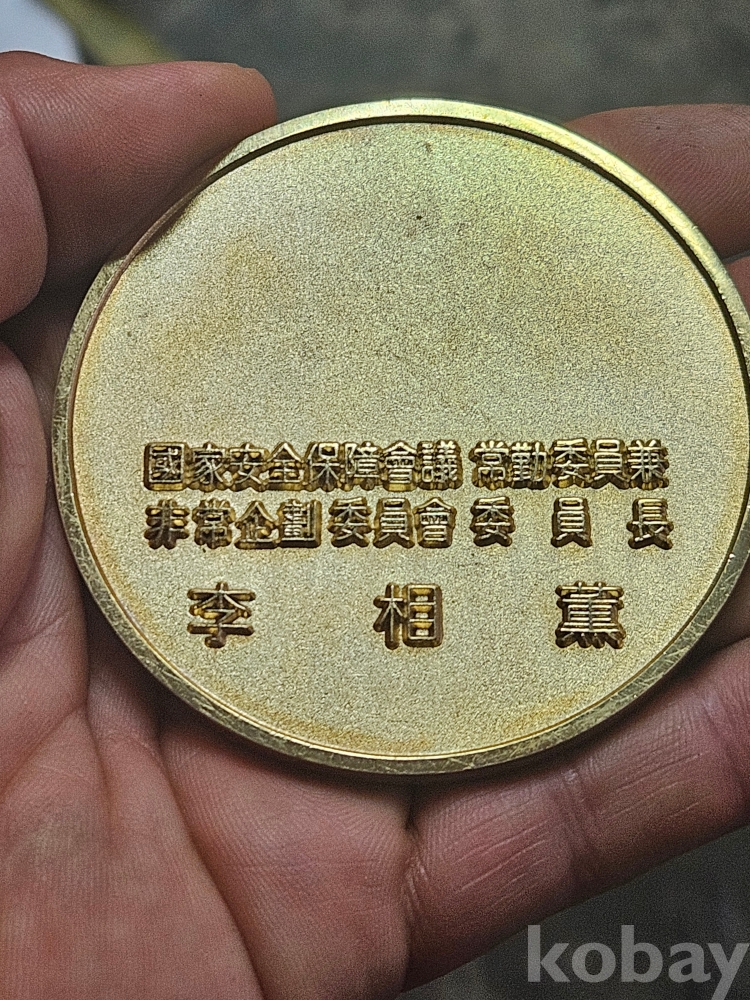 國家安全保障會議 常勤委員兼
非常企劃委員會 委員長
李相薰
kobay